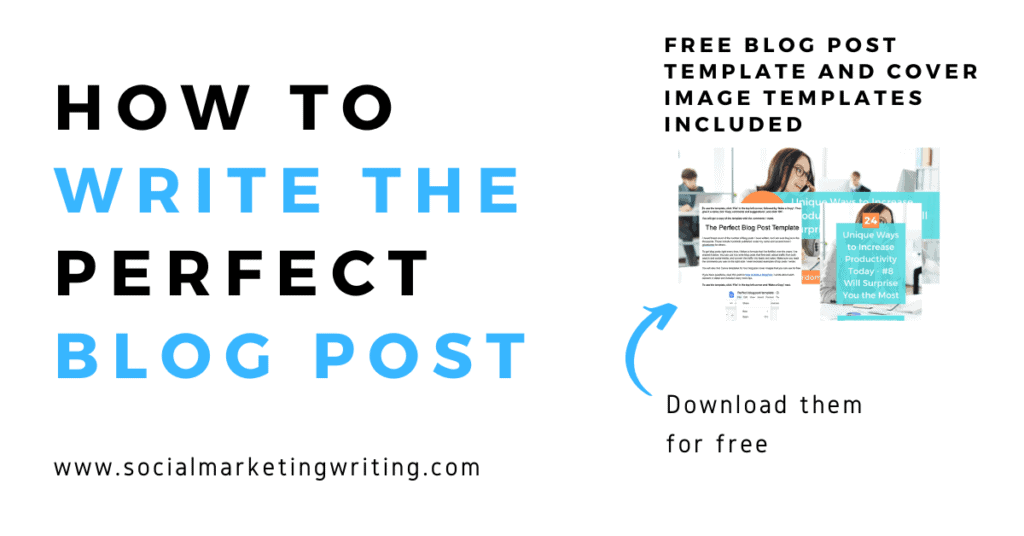 HOW TO
WRITE THE
PERFECT
BLOG POST
www.socialmarketingwriting.com
FREE BLOG POST
TEMPLATE AND COVER
IMAGE TEMPLATES
INCLUDED
Unique Ways to Increase
The Perfect Blog Post Template
24
Unique Ways
to Increase
Productivity
Today - #8
Will Surprise
You the Most
Download them
for free